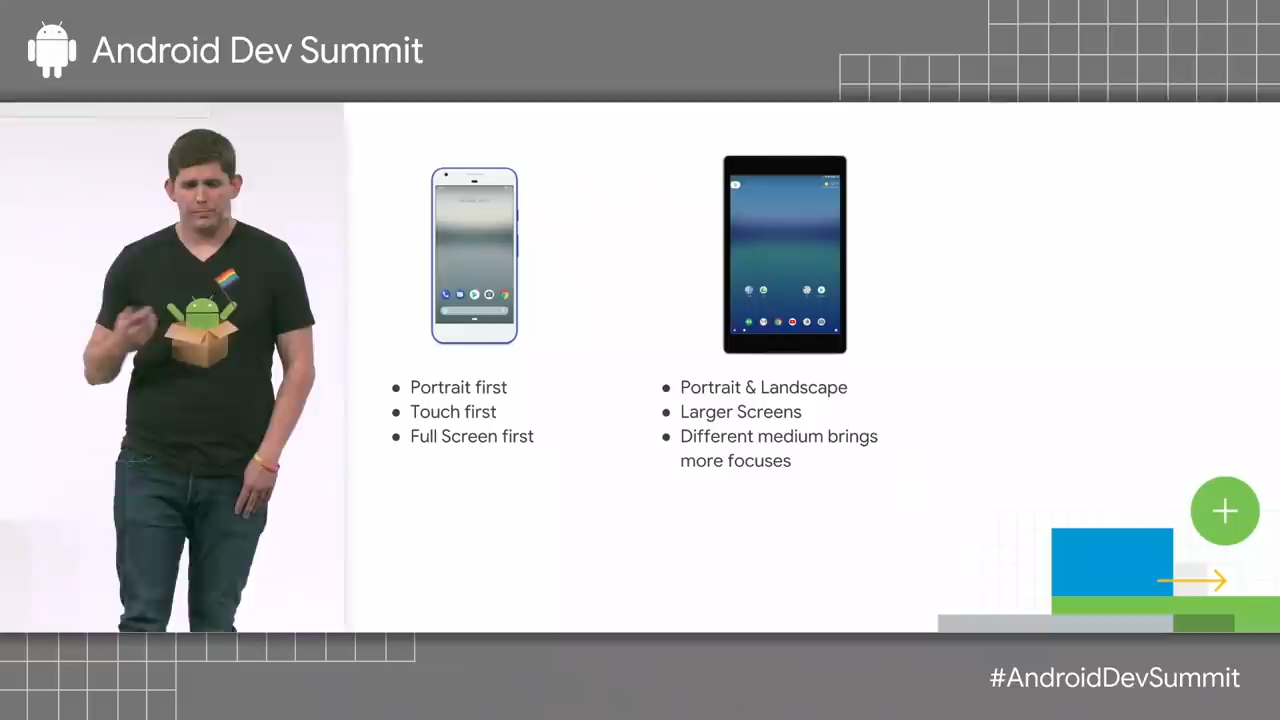 Android Dev Summit
Portrait first
Touch first
Full Screen first
Portrait & Landscape
Larger Screens
Different medium brings
more focuses
#AndroidDevSummit